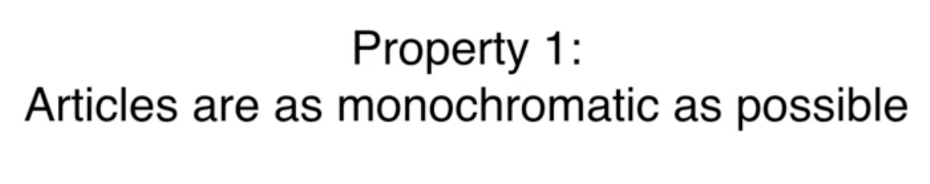 Property 1:
Articles are as monochromatic as possible